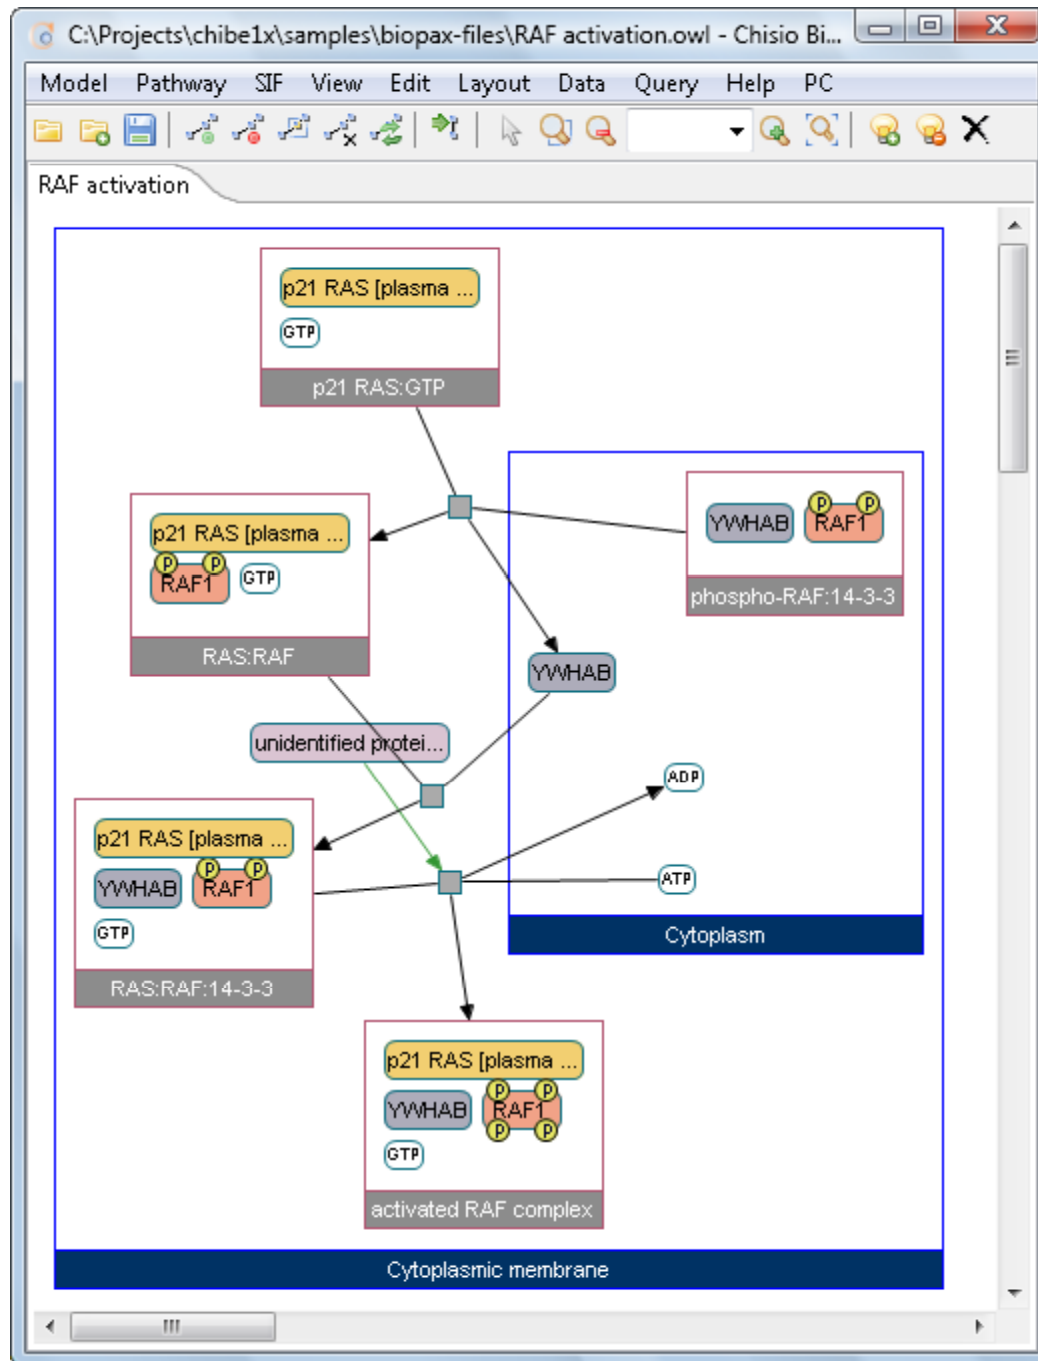 C:\Projects\chibe1x\samples\biopax-files\RAF activation.owl - Chisio Bi...
Model Pathway SIF View Edit Layout Data Query Help PC
RAF activation
p21 RAS [plasma ...
GTP
p21 RAS:GTP
YWHAB
P P
RAF1
phospho-RAF:14-3-3
p21 RAS [plasma ...
P P
RAF1
GTP
RAS:RAF
YWHAB
unidentified protei...
ADP
p21 RAS [plasma ...
YWHAB
P P
RAF1
GTP
RAS:RAF:14-3-3
ATP
Cytoplasm
p21 RAS [plasma ...
YWHAB
P P
RAF1
P P
GTP
activated RAF complex
Cytoplasmic membrane